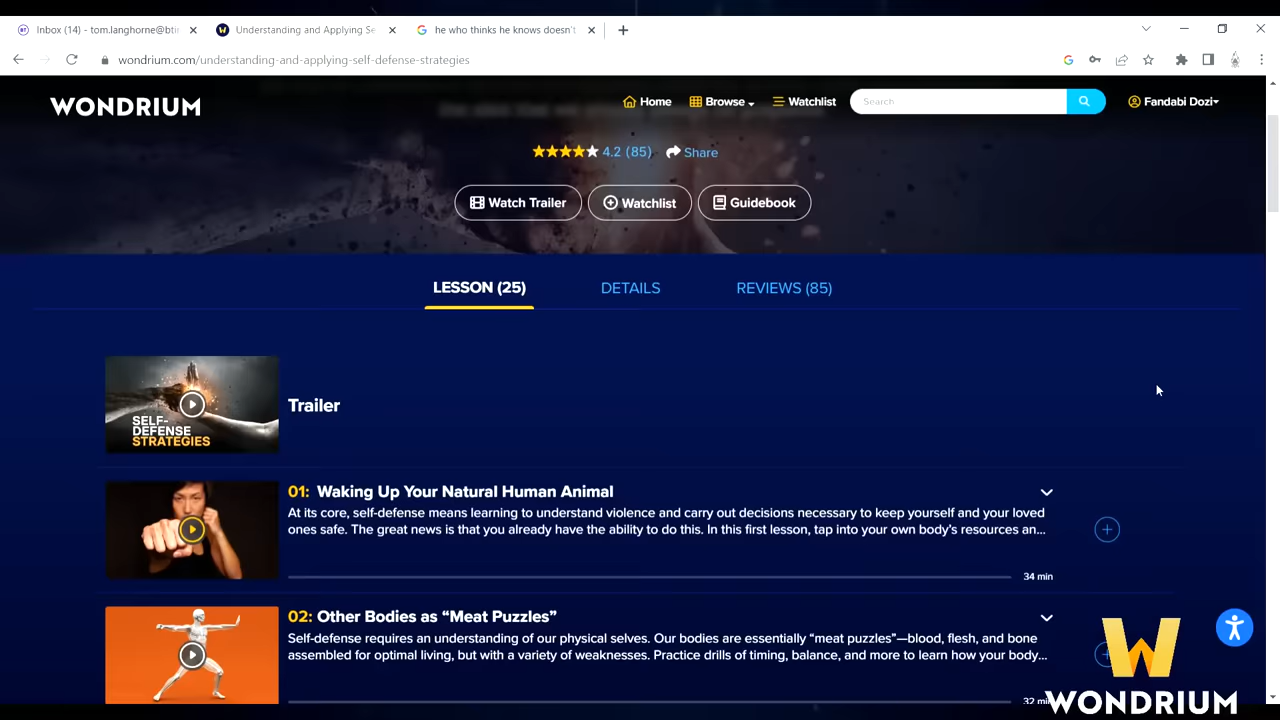 Inbox (14) - tom.langhorne@btin
Understanding and Applying Se
he who thinks he knows doesn't
wondrium.com/understanding-and-applying-self-defense-strategies
WONDRIUM
Home
Browse
Watchlist
Search
Fandabi Dozi
4.2 (85)
Share
Watch Trailer
Watchlist
Guidebook
LESSON (25)
DETAILS
REVIEWS (85)
SELF-
DEFENSE
STRATEGIES
Trailer
01: Waking Up Your Natural Human Animal
At its core, self-defense means learning to understand violence and carry out decisions necessary to keep yourself and your loved
ones safe. The great news is that you already have the ability to do this. In this first lesson, tap into your own body's resources an...
34 min
02: Other Bodies as “Meat Puzzles”
Self-defense requires an understanding of our physical selves. Our bodies are essentially “meat puzzles”—blood, flesh, and bone
assembled for optimal living, but with a variety of weaknesses. Practice drills of timing, balance, and more to learn how your body...
32 min
WONDRIUM